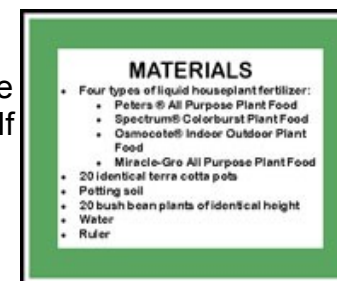 MATERIALS
• Four types of liquid houseplant fertilizer:
• Peters ® All Purpose Plant Food
• Spectrum® Colorburst Plant Food
• Osmocote® Indoor Outdoor Plant
Food
• Miracle-Gro All Purpose Plant Food
• 20 identical terra cotta pots
• Potting soil
• 20 bush bean plants of identical height
• Water
• Ruler
e
lf